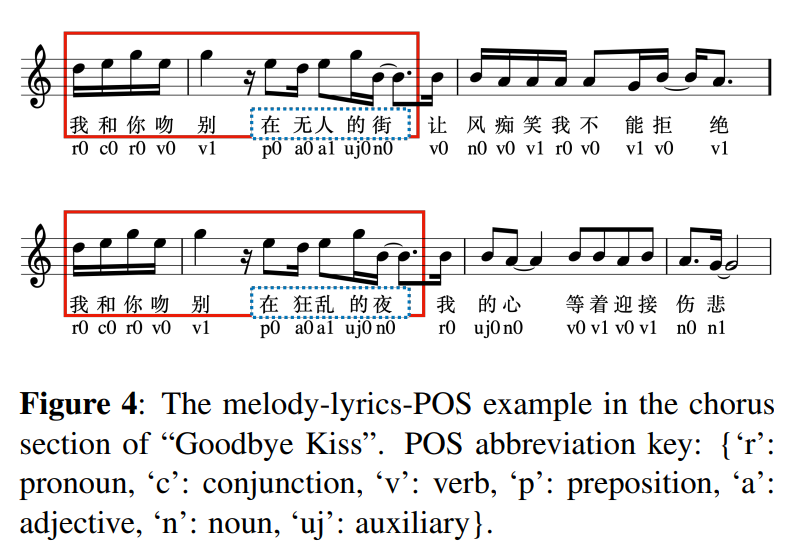 我 和 你 吻 别 在 无 人 的 街 让 风 痴 笑 我 不 能 拒 绝
r0 c0 r0 v0 v1 p0 a0 a1 uj0 n0 v0 n0 v0 v1 r0 v0 v1 v0 v1
我 和 你 吻 别 在 狂 乱 的 夜 我 的 心 等 着 迎 接 伤 悲
r0 c0 r0 v0 v1 p0 a0 a1 uj0 n0 r0 uj0 n0 v0 v1 v0 v1 n0 n1
Figure 4: The melody-lyrics-POS example in the chorus
section of “Goodbye Kiss”. POS abbreviation key: {‘r’:
pronoun, ‘c’: conjunction, ‘v’: verb, ‘p’: preposition, ‘a’:
adjective, ‘n’: noun, ‘uj’: auxiliary}.